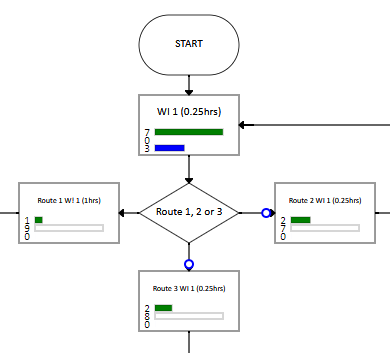 START
WI 1 (0.25hrs)
7
0
3
Route 1 W! 1 (1hrs)
1
9
0
Route 1, 2 or 3
Route 2 WI 1 (0.25hrs)
2
7
0
Route 3 WI 1 (0.25hrs)
2
8
0